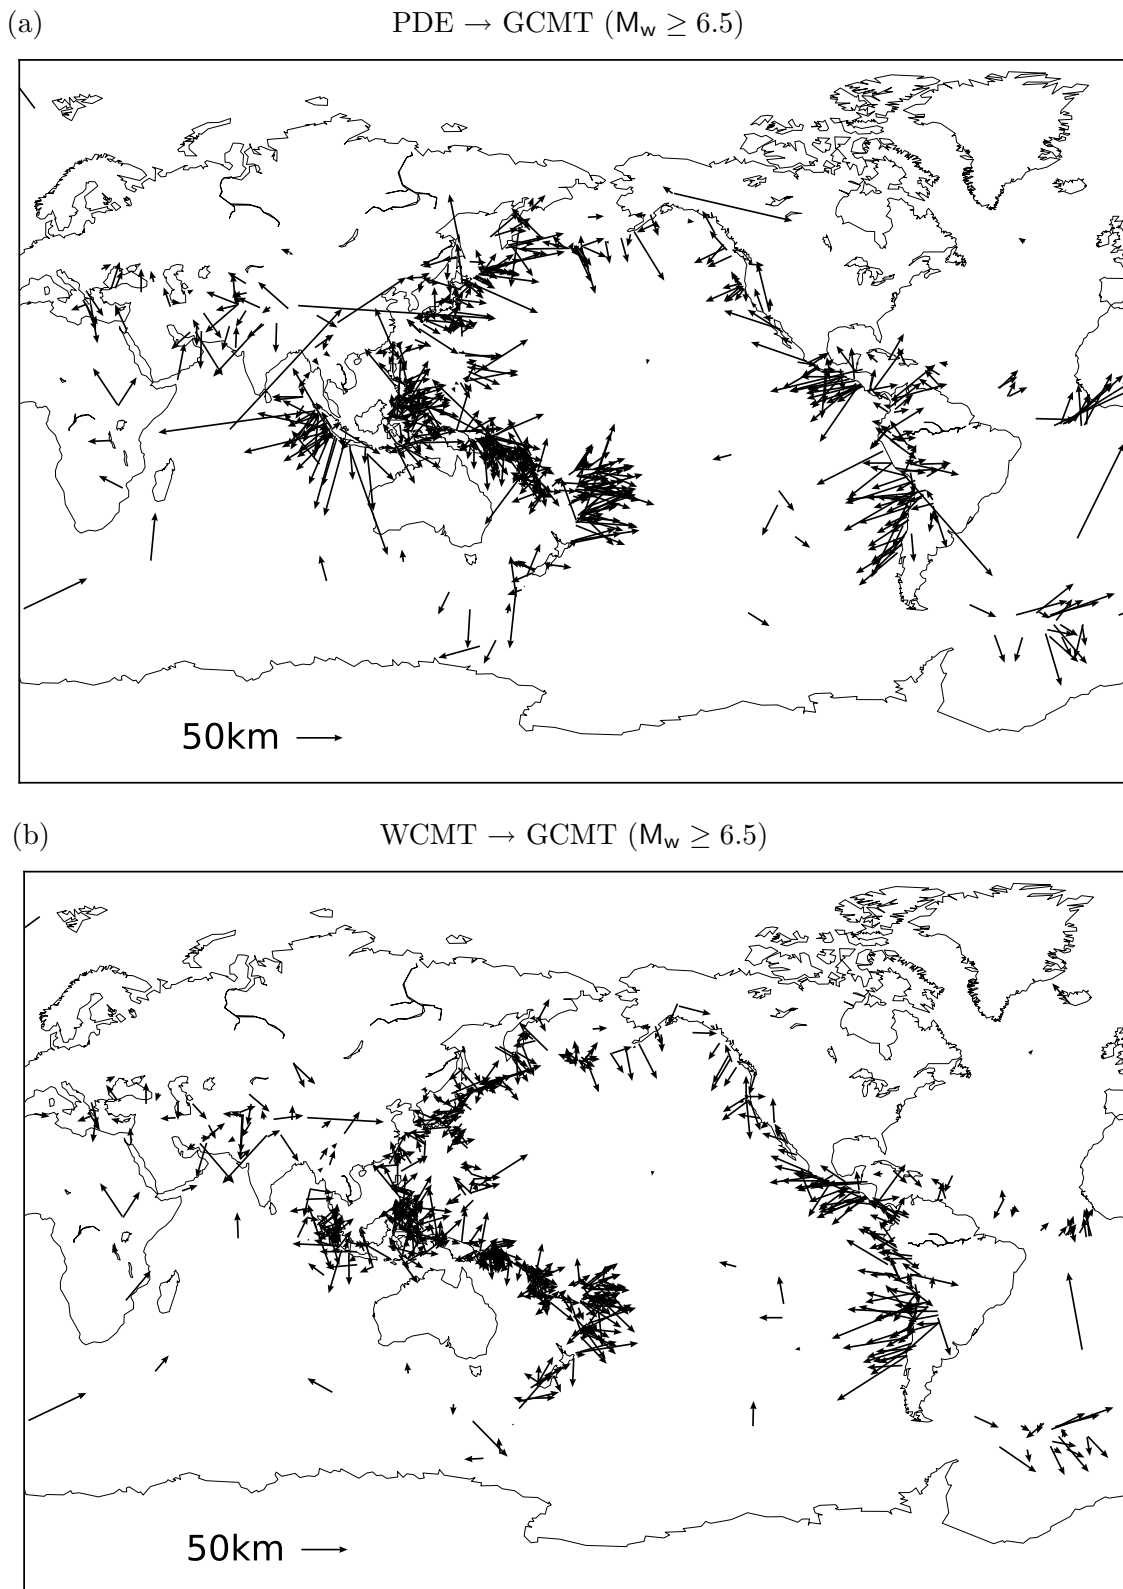 (a) PDE → GCMT (Mw ≥ 6.5)
50km
(b) WCMT → GCMT (Mw ≥ 6.5)
50km